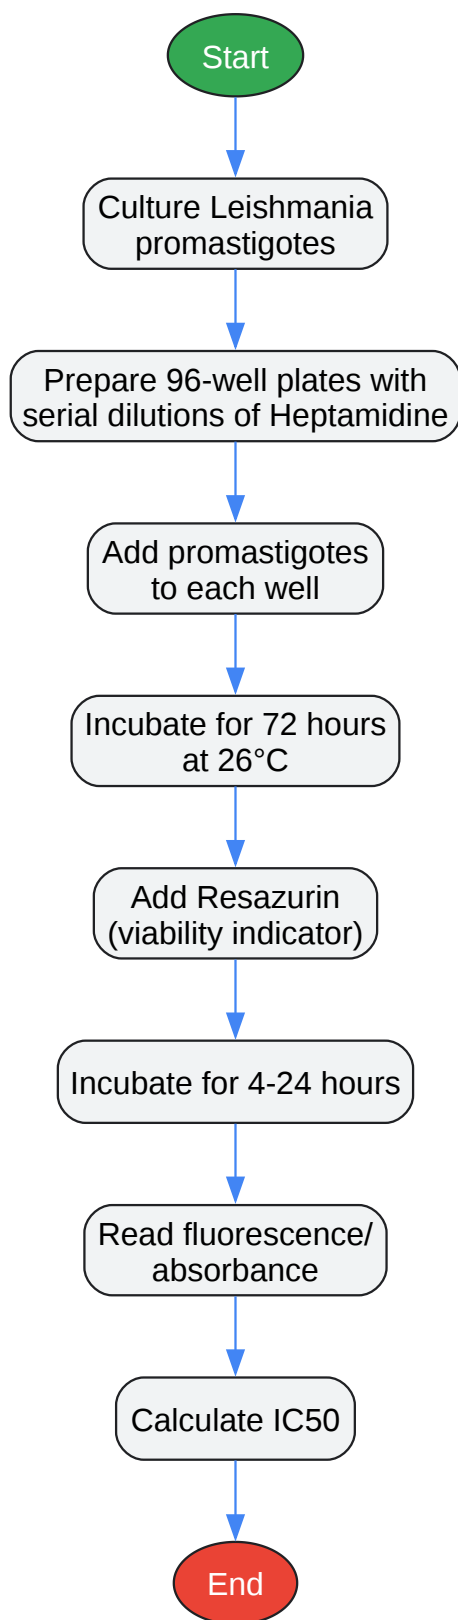 Start
Culture Leishmania
promastigotes
Prepare 96-well plates with
serial dilutions of Heptamidine
Add promastigotes
to each well
Incubate for 72 hours
at 26°C
Add Resazurin
(viability indicator)
Incubate for 4-24 hours
Read fluorescence/
absorbance
Calculate IC50
End